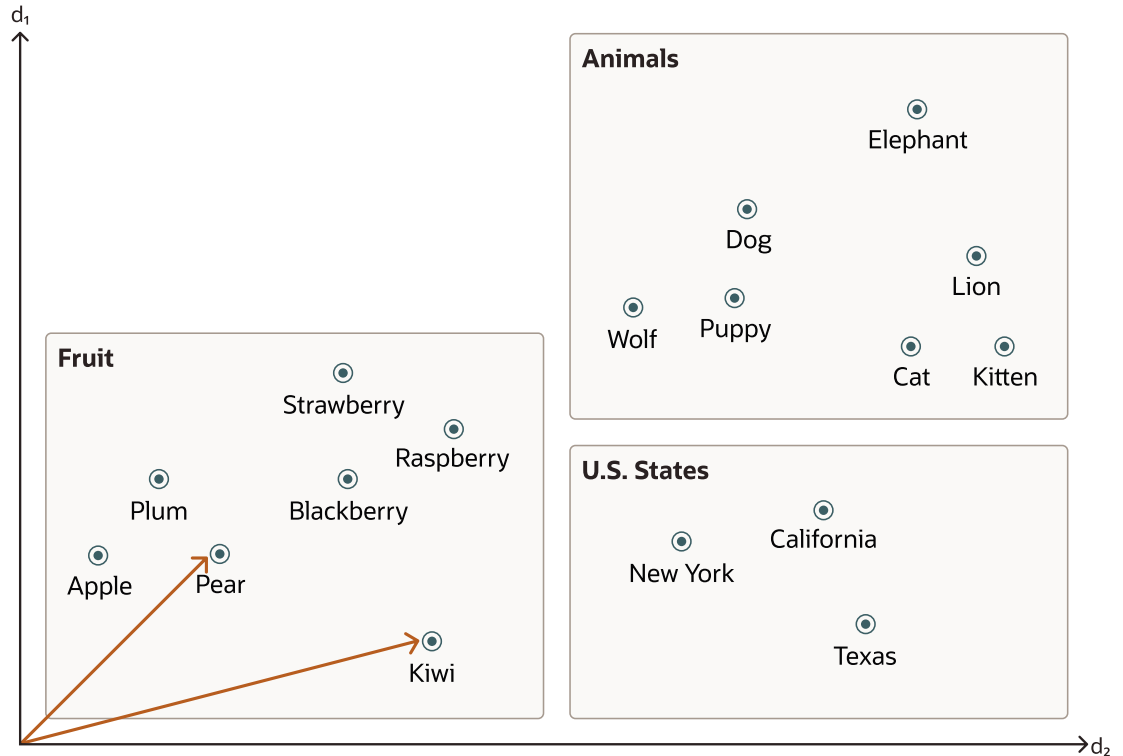 d₁
Animals
Elephant
Dog
Lion
Wolf
Puppy
Cat
Kitten
Fruit
Strawberry
Raspberry
Plum
Blackberry
Apple
Pear
Kiwi
U.S. States
California
New York
Texas
d₂